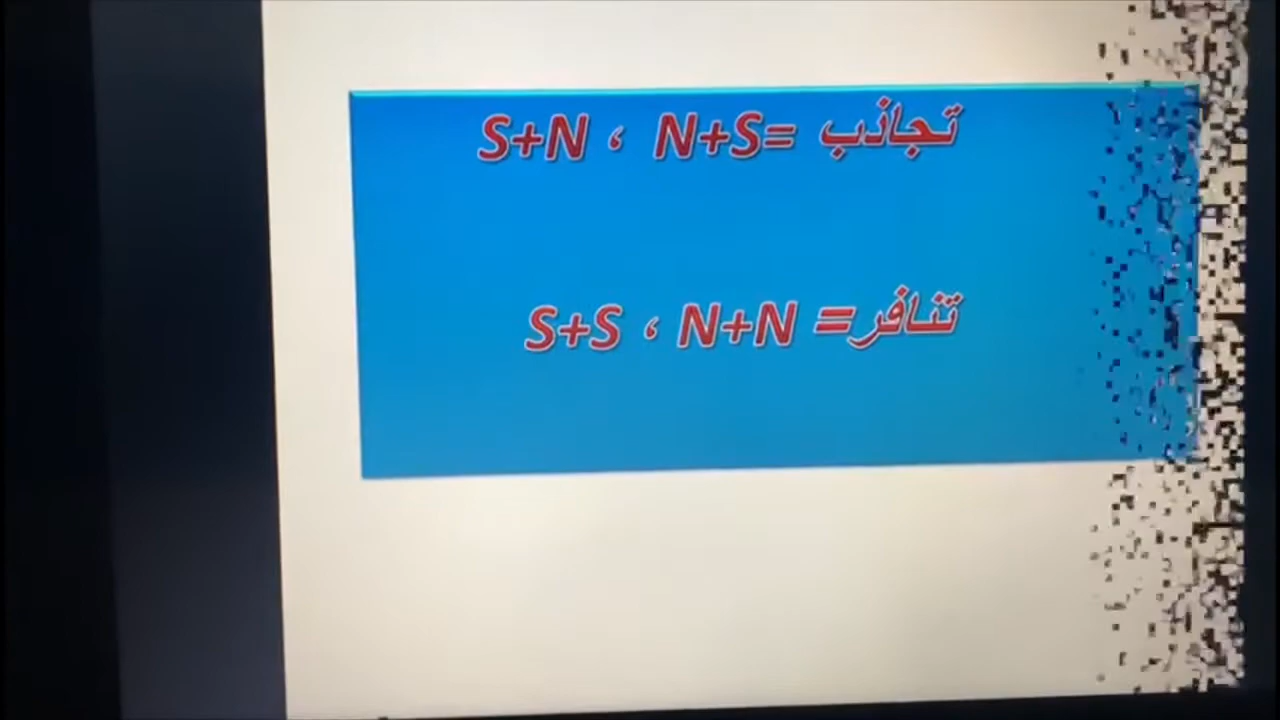 S+N ، N+S= تجاذب
S+S ، N+N =تنافر